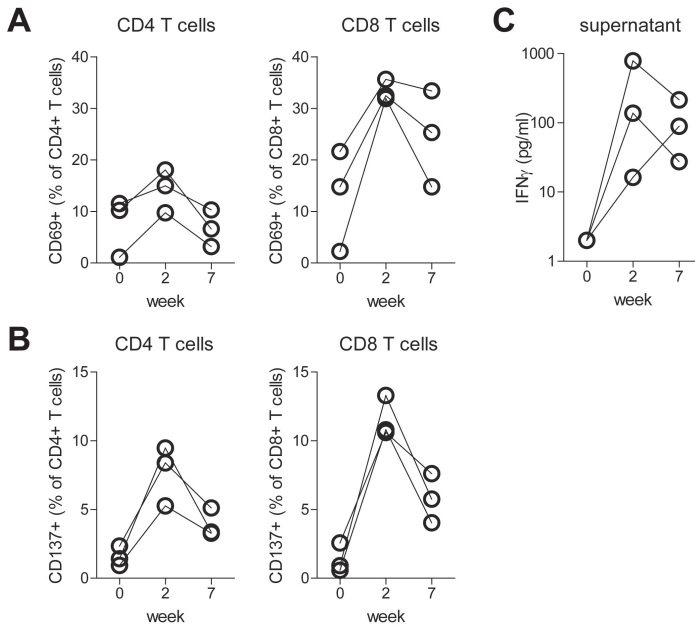 A
CD4 T cells
CD69+ (% of CD4+ T cells)
40
30
20
10
0
0 2 7
week
CD8 T cells
CD69+ (% of CD8+ T cells)
40
30
20
10
0
0 2 7
week
C
supernatant
IFNγ (pg/ml)
1000
100
10
1
0 2 7
week
B
CD4 T cells
CD137+ (% of CD4+ T cells)
15
10
5
0
0 2 7
week
CD8 T cells
CD137+ (% of CD8+ T cells)
15
10
5
0
0 2 7
week